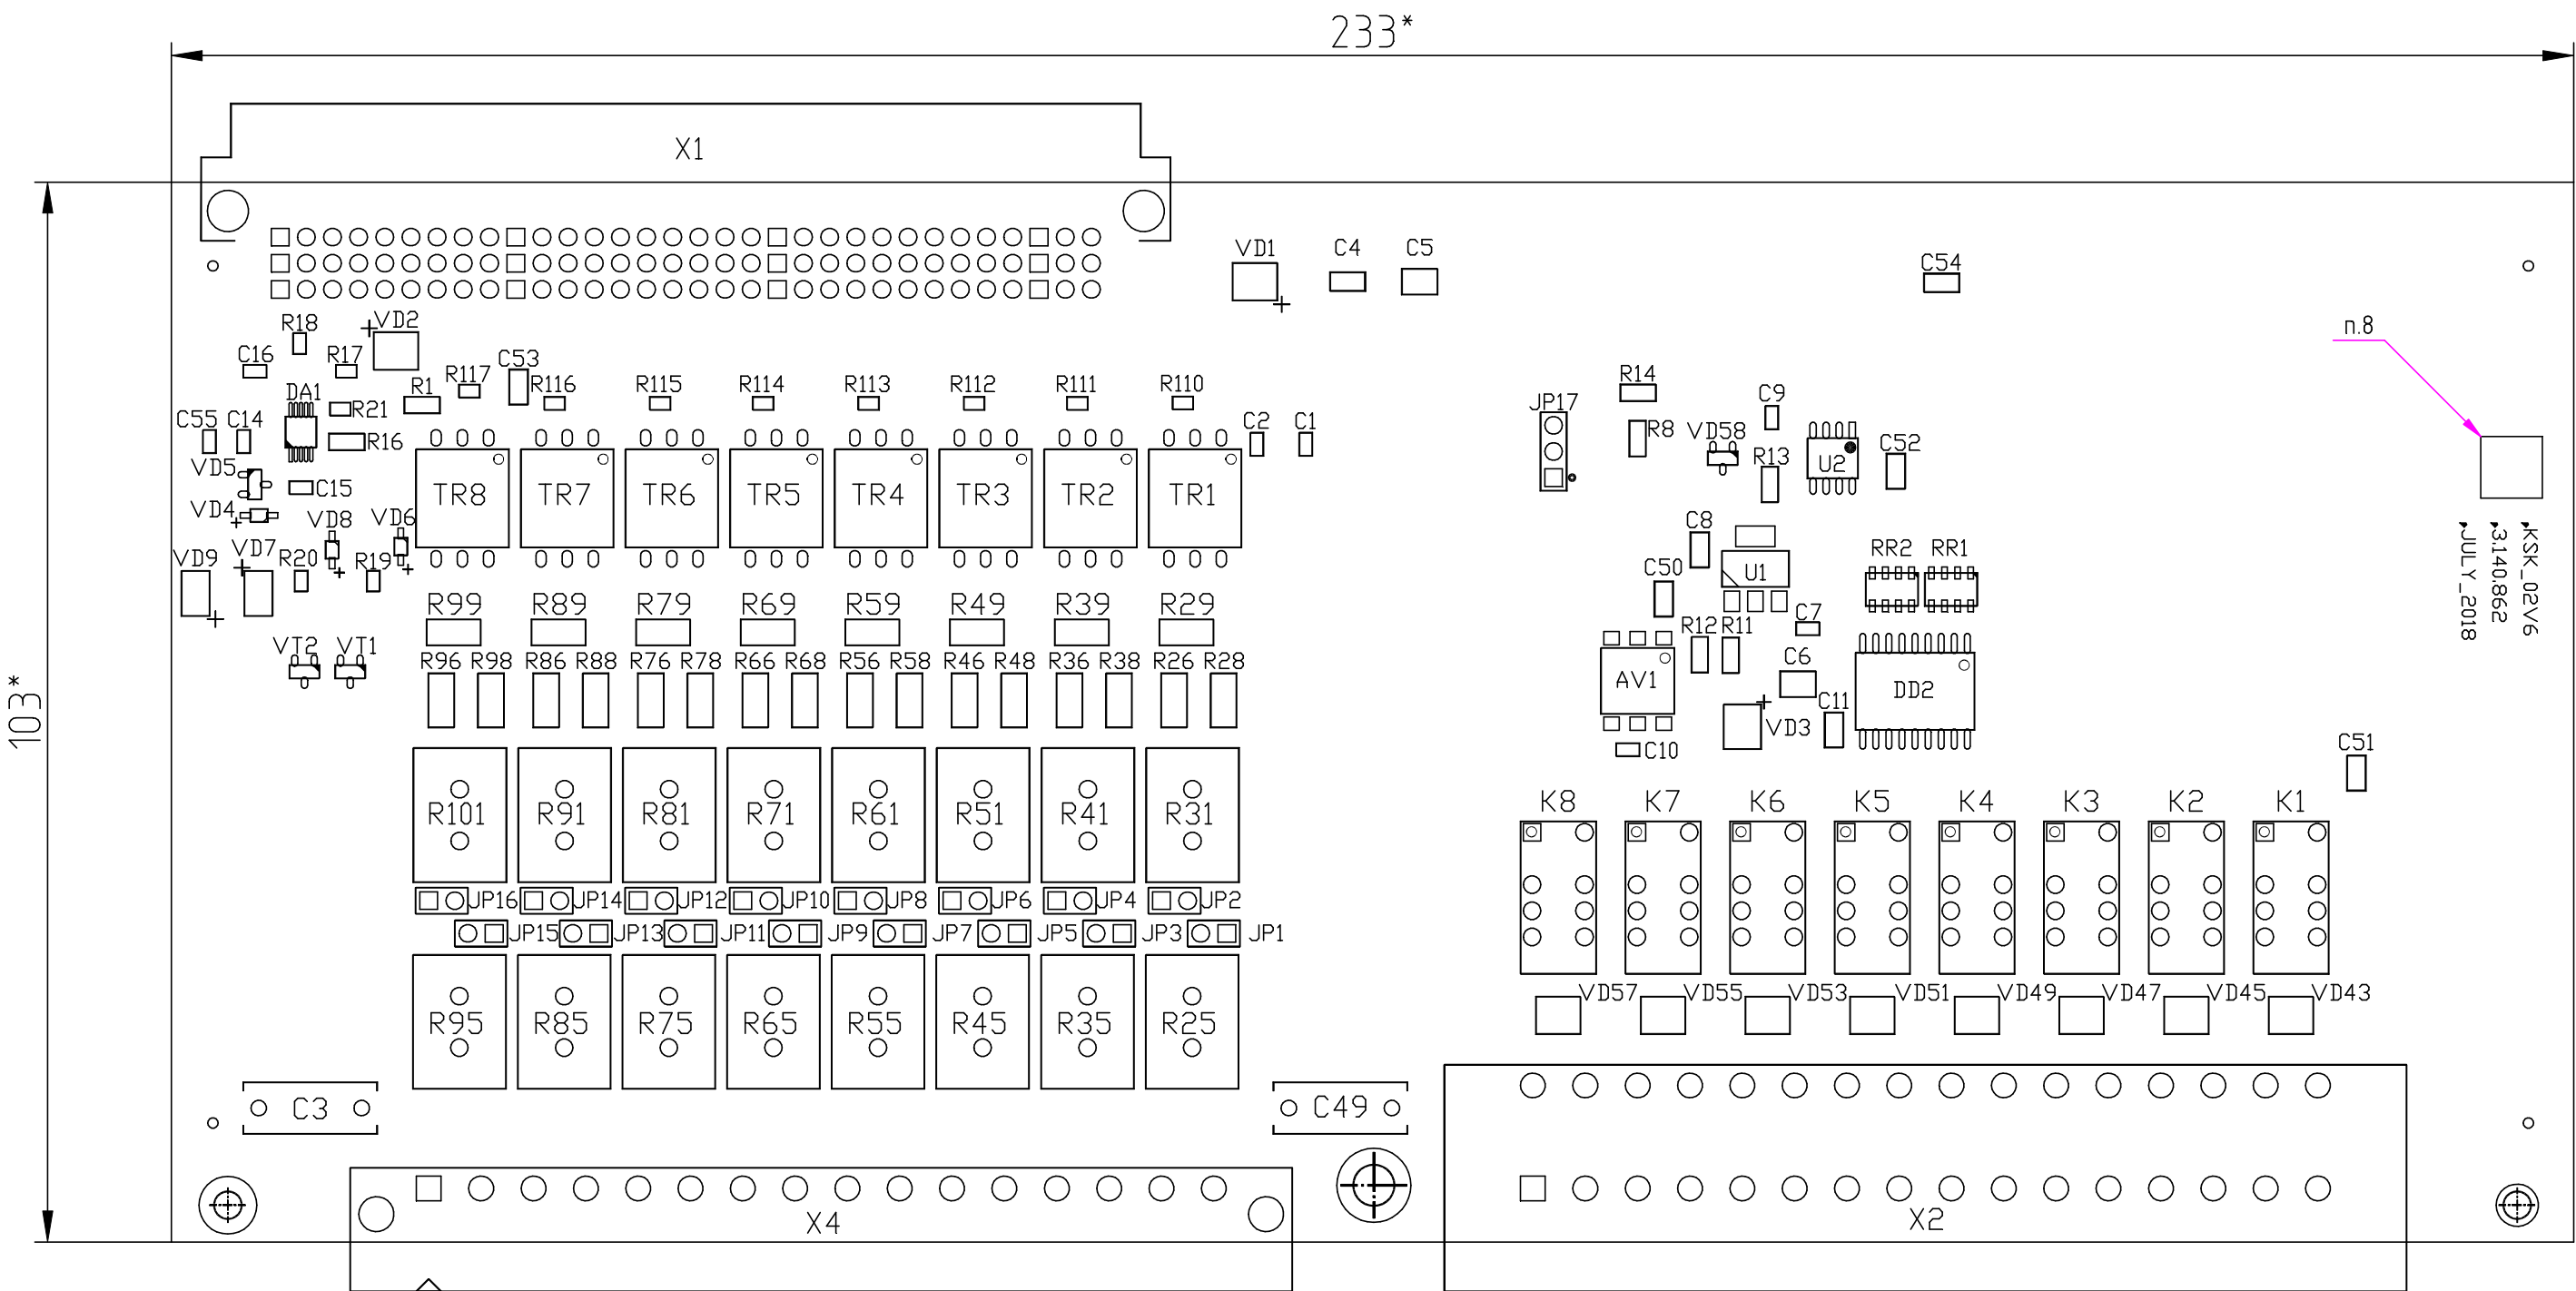 233*
X1
VD1 C4 C5
C54
R18 VD2
n.8
C16 R17 C53
R117
R1 R116 R115 R114 R113 R112 R111 R110
R14
DA1
C9
JP17
R21
C55 C14 C2 C1
R8 VD58
R16
C52
R13 U2
VD5
C15
TR8 TR7 TR6 TR5 TR4 TR3 TR2 TR1
VD4 VD8 VD6
C8
KSK_02V6
3.140.862
JULY_2018
RR2 RR1
VD9 VD7 R20 R19
C50 U1
R99 R89 R79 R69 R59 R49 R39 R29
C7
R12 R11
VT2 VT1
R96 R98 R86 R88 R76 R78 R66 R68 R56 R58 R46 R48 R36 R38 R26 R28
C6
AV1
DD2
103*
C11
VD3
C10
C51
K8 K7 K6 K5 K4 K3 K2 K1
R101 R91 R81 R71 R61 R51 R41 R31
JP16 JP14 JP12 JP10 JP8 JP6 JP4 JP2
JP15 JP13 JP11 JP9 JP7 JP5 JP3 JP1
VD57 VD55 VD53 VD51 VD49 VD47 VD45 VD43
R95 R85 R75 R65 R55 R45 R35 R25
C3 C49
X4
X2